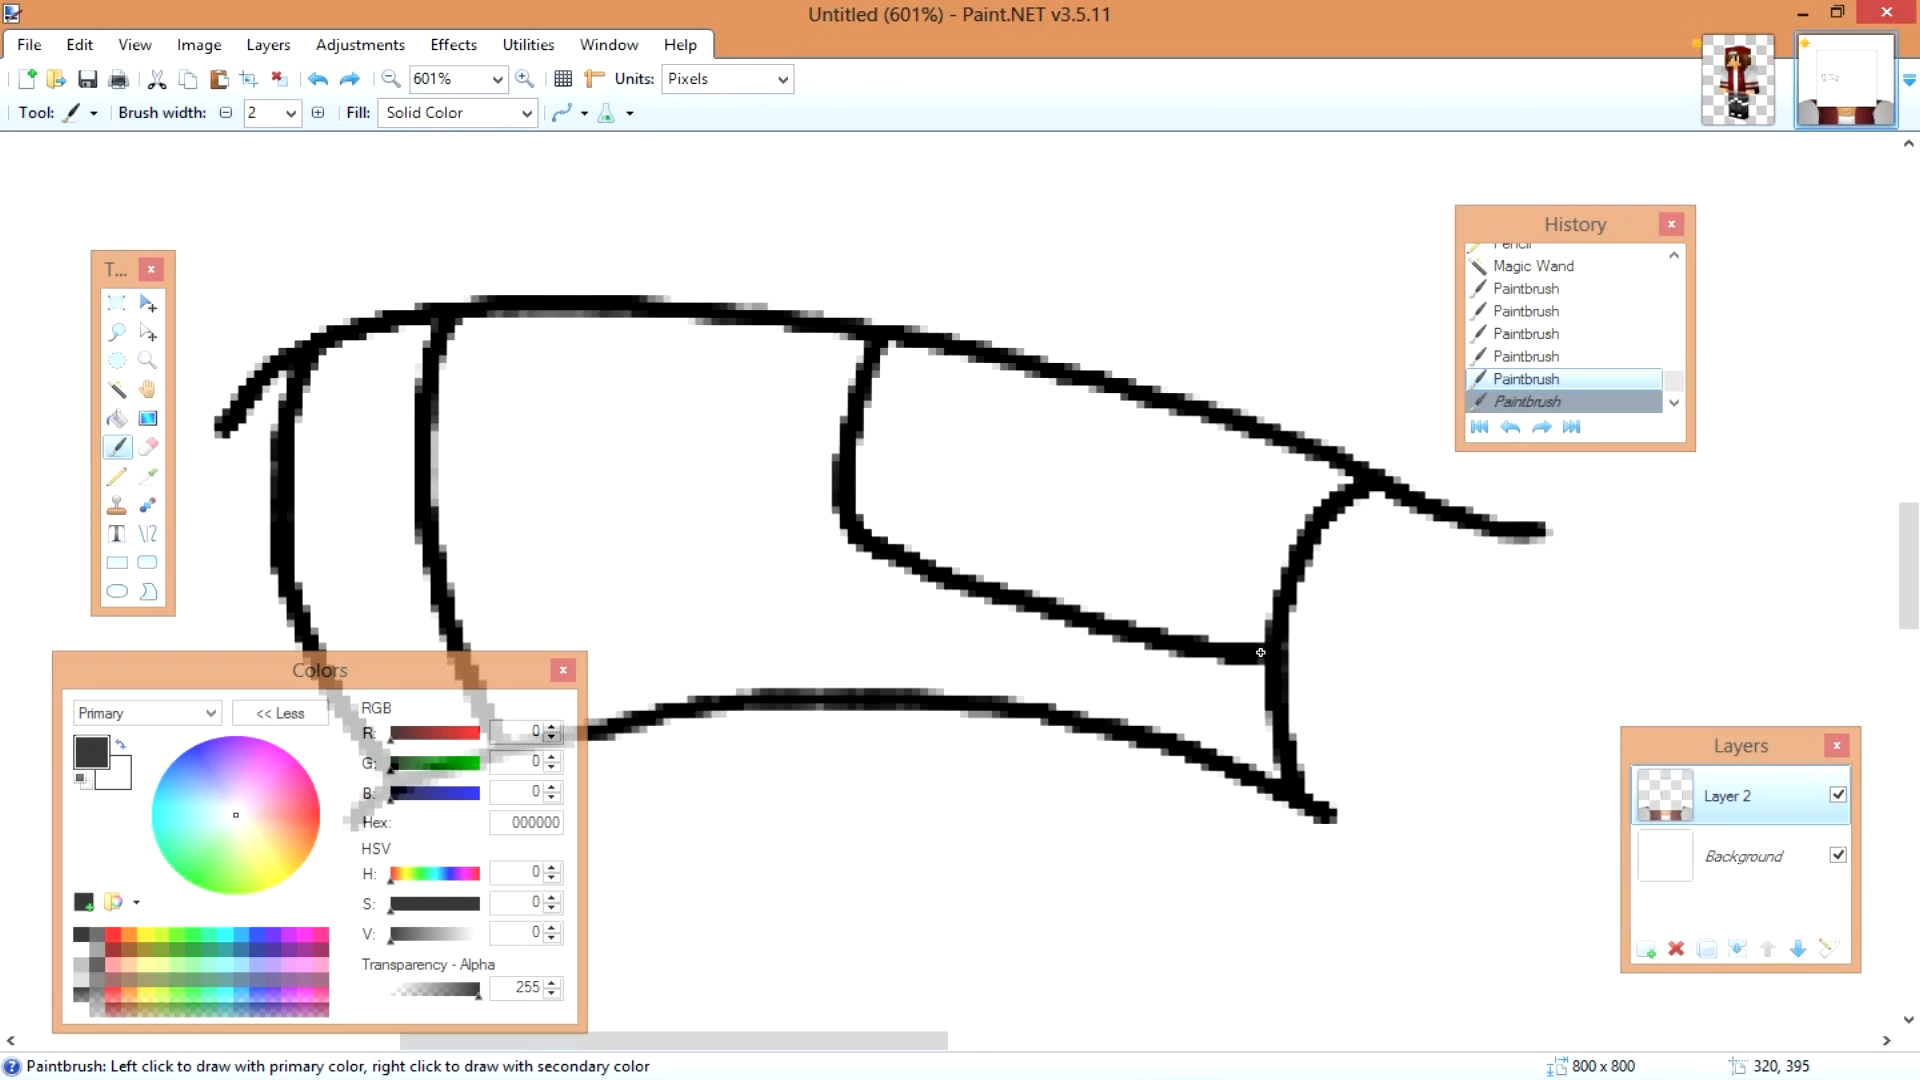 Untitled (601%) - Paint.NET v3.5.11
File Edit View Image Layers Adjustments Effects Utilities Window Help
601% Units: Pixels
Tool: Brush width: 2 Fill: Solid Color
History
Pencil
Magic Wand
Paintbrush
Paintbrush
Paintbrush
Paintbrush
Paintbrush
Paintbrush
T...
Colors
Primary << Less
RGB
R: 0
G: 0
B: 0
Hex: 000000
HSV
H: 0
S: 0
V: 0
Transparency - Alpha
255
Layers
Layer 2
Background
Paintbrush: Left click to draw with primary color, right click to draw with secondary color 800 x 800 320, 395